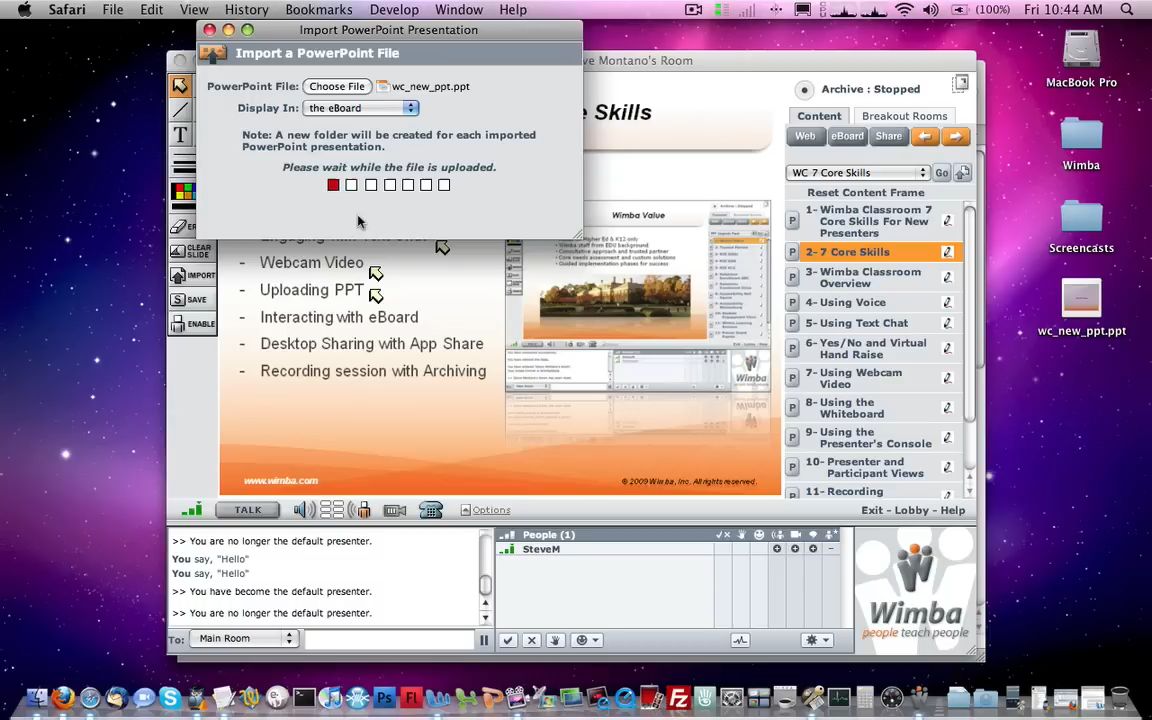 Safari File Edit View History Bookmarks Develop Window Help (100%) Fri 10:44 AM
Import PowerPoint Presentation
Import a PowerPoint File
PowerPoint File: Choose File wc_new_ppt.ppt
Display In: the eBoard
Note: A new folder will be created for each imported
PowerPoint presentation.
Please wait while the file is uploaded.
ve Montano's Room
e Skills
T
CLEAR
SLIDE
IMPORT
SAVE
ENABLE
- Webcam Video
- Uploading PPT
- Interacting with eBoard
- Desktop Sharing with App Share
- Recording session with Archiving
Wimba Value
www.wimba.com
© 2009 Wimba, Inc. All rights reserved.
Archive : Stopped
Content Breakout Rooms
Web eBoard Share
WC 7 Core Skills Go
Reset Content Frame
P 1- Wimba Classroom 7
Core Skills For New
Presenters
P 2- 7 Core Skills
P 3- Wimba Classroom
Overview
P 4- Using Voice
P 5- Using Text Chat
P 6- Yes/No and Virtual
Hand Raise
P 7- Using Webcam
Video
P 8- Using the
Whiteboard
P 9- Using the
Presenter's Console
P 10- Presenter and
Participant Views
11- Recording
TALK Options
Exit - Lobby - Help
>> You are no longer the default presenter.
You say, "Hello"
You say, "Hello"
>> You have become the default presenter.
>> You are no longer the default presenter.
To: Main Room
People (1)
SteveM
Wimba
people teach people
MacBook Pro
Wimba
Screencasts
wc_new_ppt.ppt